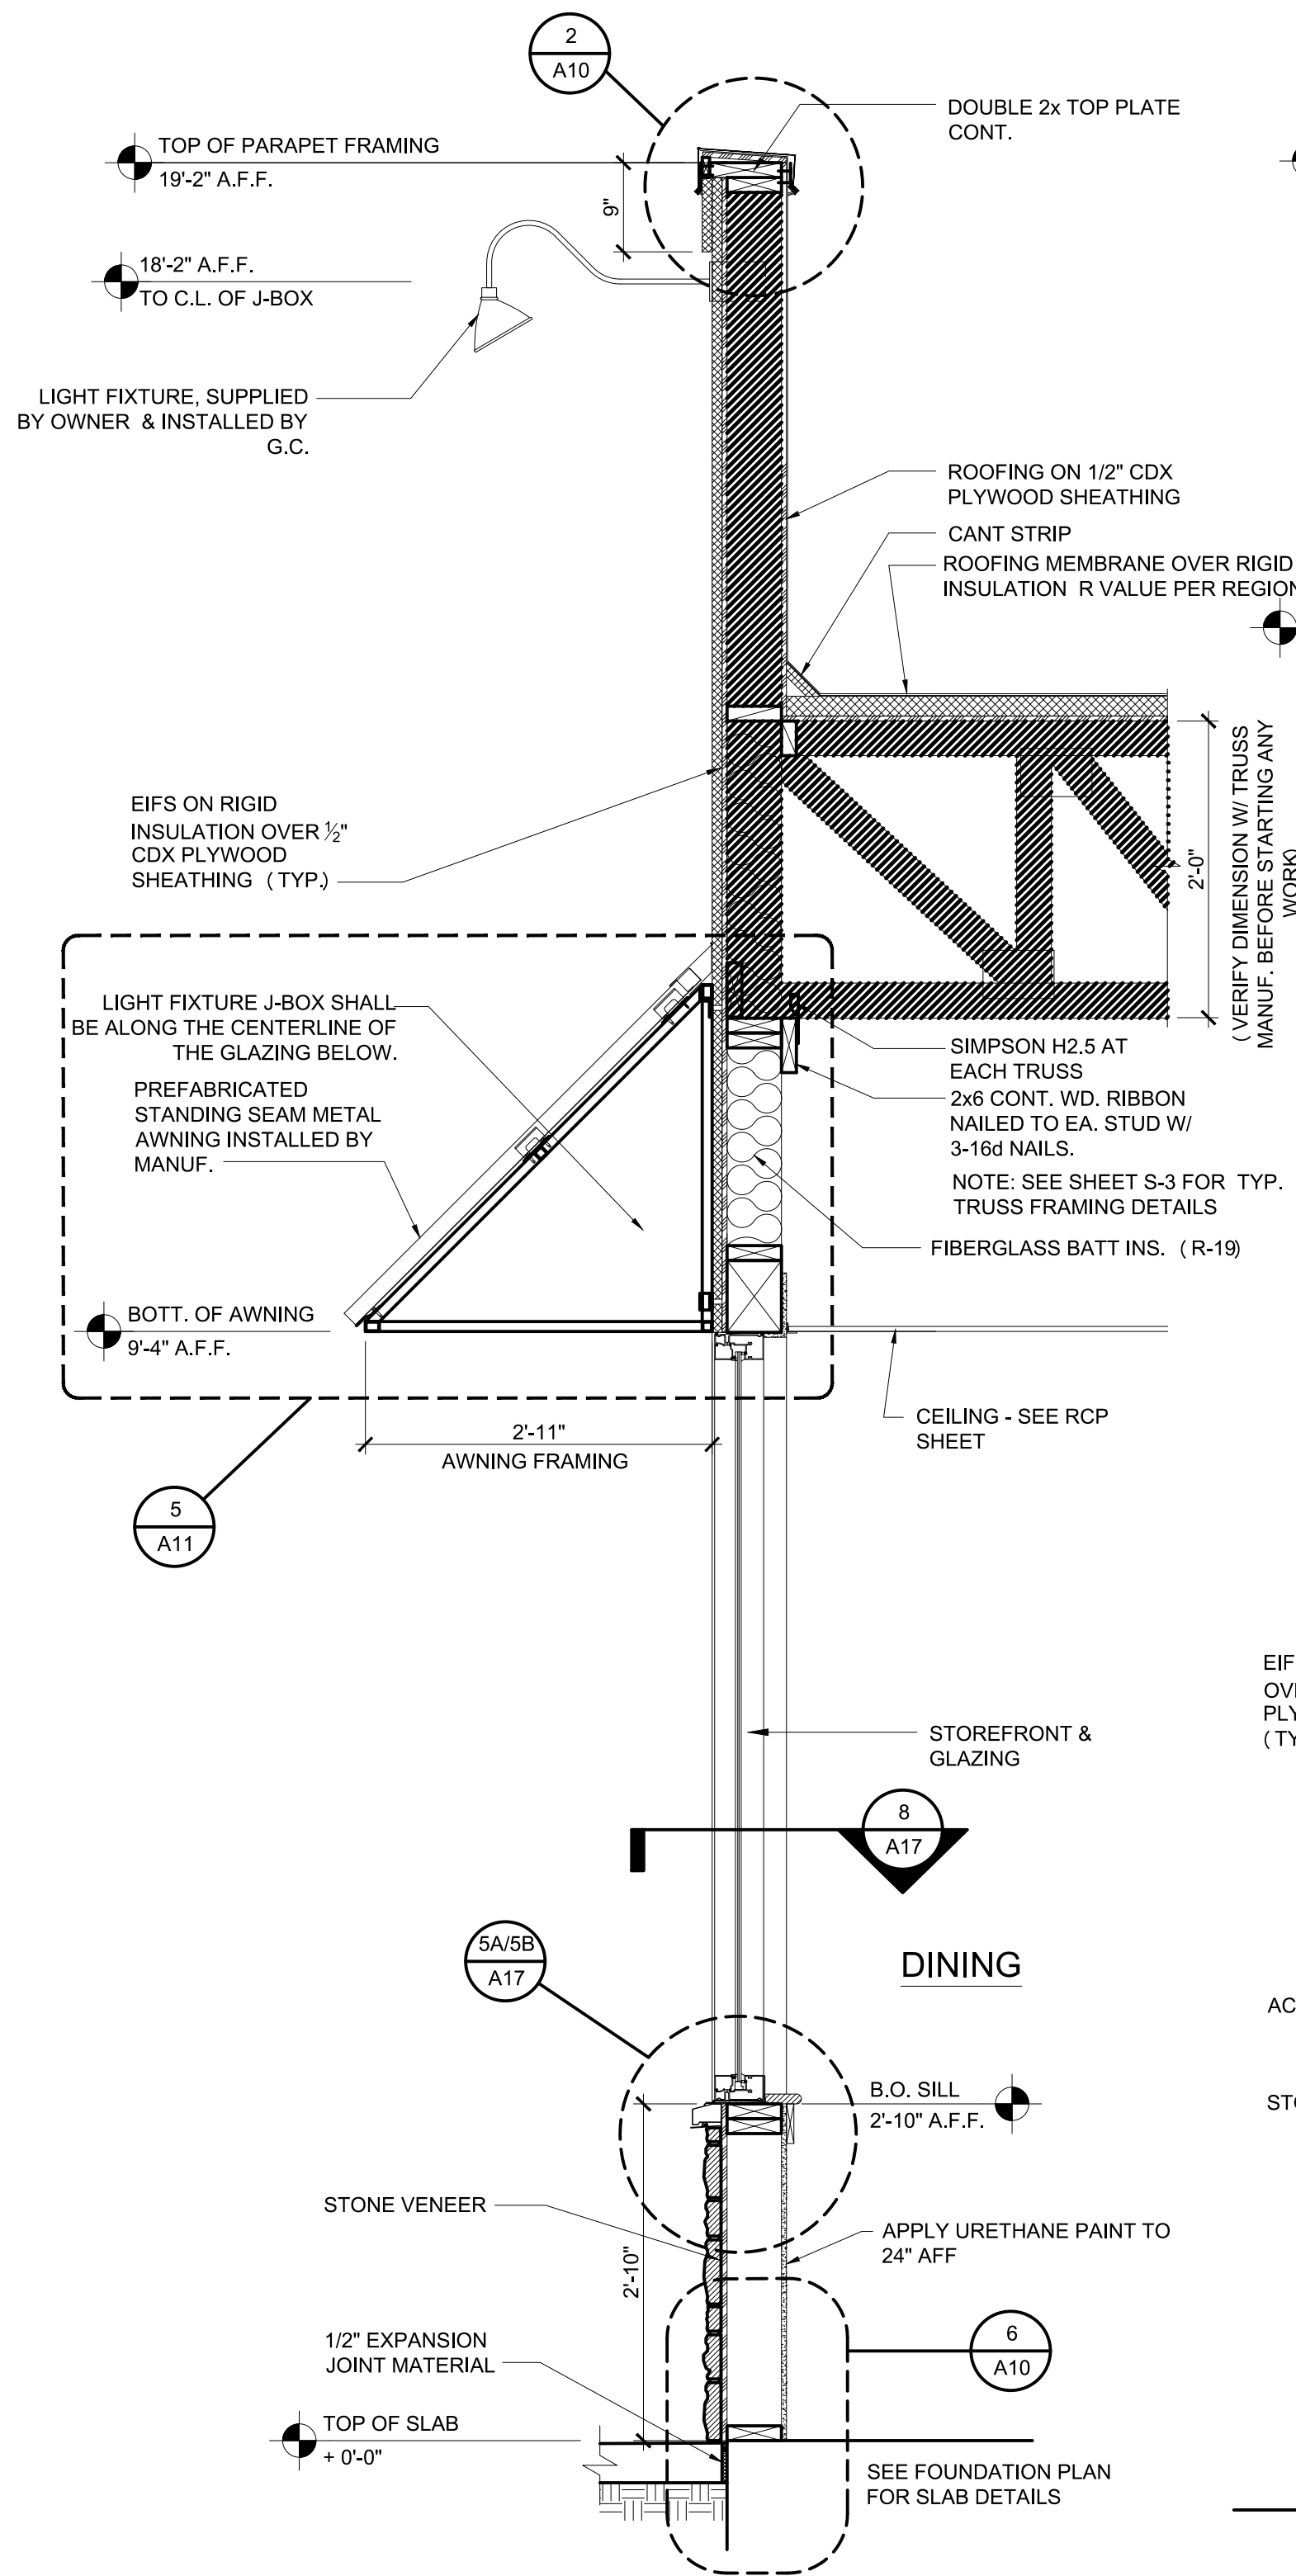 2
A10
DOUBLE 2x TOP PLATE
CONT.
TOP OF PARAPET FRAMING
19'-2" A.F.F.
9"
18'-2" A.F.F.
TO C.L. OF J-BOX
LIGHT FIXTURE, SUPPLIED
BY OWNER & INSTALLED BY
G.C.
ROOFING ON 1/2" CDX
PLYWOOD SHEATHING
CANT STRIP
ROOFING MEMBRANE OVER RIGID
INSULATION R VALUE PER REGION
EIFS ON RIGID
INSULATION OVER ½"
CDX PLYWOOD
SHEATHING (TYP.)
2'-0"
(VERIFY DIMENSION W/ TRUSS
MANUF. BEFORE STARTING ANY
WORK)
LIGHT FIXTURE J-BOX SHALL
BE ALONG THE CENTERLINE OF
THE GLAZING BELOW.
PREFABRICATED
STANDING SEAM METAL
AWNING INSTALLED BY
MANUF.
SIMPSON H2.5 AT
EACH TRUSS
2x6 CONT. WD. RIBBON
NAILED TO EA. STUD W/
3-16d NAILS.
NOTE: SEE SHEET S-3 FOR TYP.
TRUSS FRAMING DETAILS
FIBERGLASS BATT INS. (R-19)
BOTT. OF AWNING
9'-4" A.F.F.
CEILING - SEE RCP
SHEET
2'-11"
AWNING FRAMING
5
A11
EIF
OV
PLY
(TY
STOREFRONT &
GLAZING
8
A17
5A/5B
A17
DINING
AC
B.O. SILL
2'-10" A.F.F.
STO
STONE VENEER
2'-10"
APPLY URETHANE PAINT TO
24" AFF
1/2" EXPANSION
JOINT MATERIAL
6
A10
TOP OF SLAB
+ 0'-0"
SEE FOUNDATION PLAN
FOR SLAB DETAILS